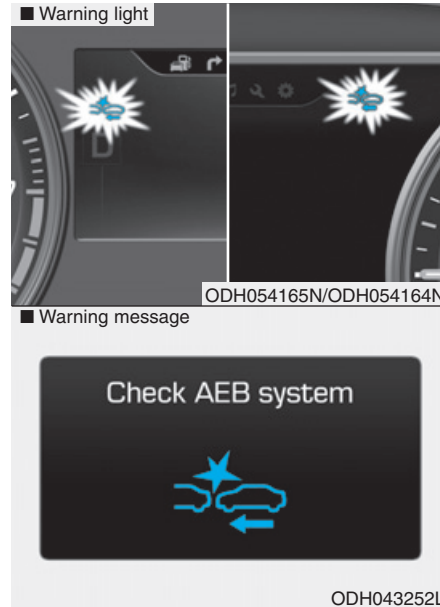 ■ Warning light
D
ODH054165N/ODH054164N
■ Warning message
Check AEB system
ODH043252L